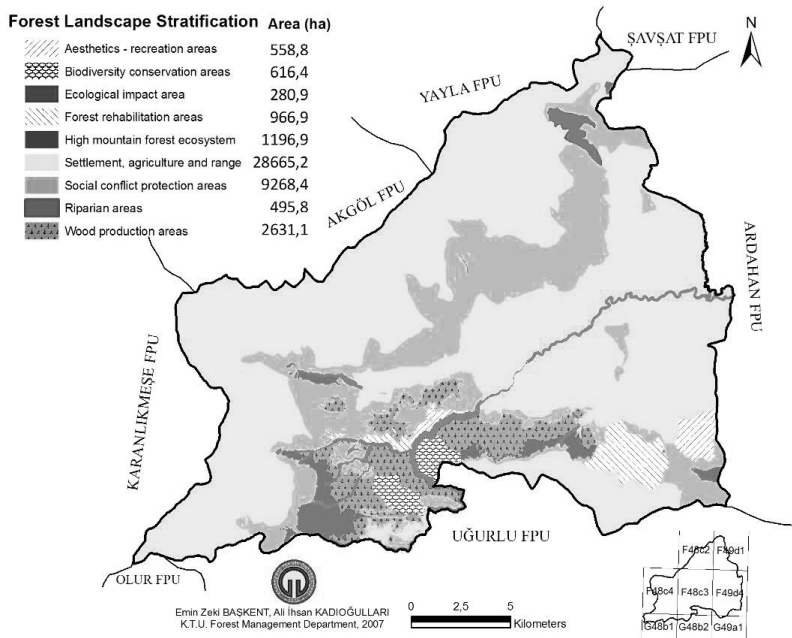 Forest Landscape Stratification Area (ha)
Aesthetics - recreation areas 558,8
Biodiversity conservation areas 616,4
Ecological impact area 280,9
Forest rehabilitation areas 966,9
High mountain forest ecosystem 1196,9
Settlement, agriculture and range 28665,2
Social conflict protection areas 9268,4
Riparian areas 495,8
Wood production areas 2631,1
ŞAVŞAT FPU
N
YAYLA FPU
AKGÖL FPU
ARDAHAN FPU
KARANLIKMEŞE FPU
UĞURLU FPU
OLUR FPU
F48c2 F49d1
F48c4 F48c3 F49d4
G48b1 G48b2 G49a1
Emin Zeki BAŞKENT, Ali İhsan KADIOĞULLARI
K.T.U. Forest Management Department, 2007
0 2,5 5
Kilometers